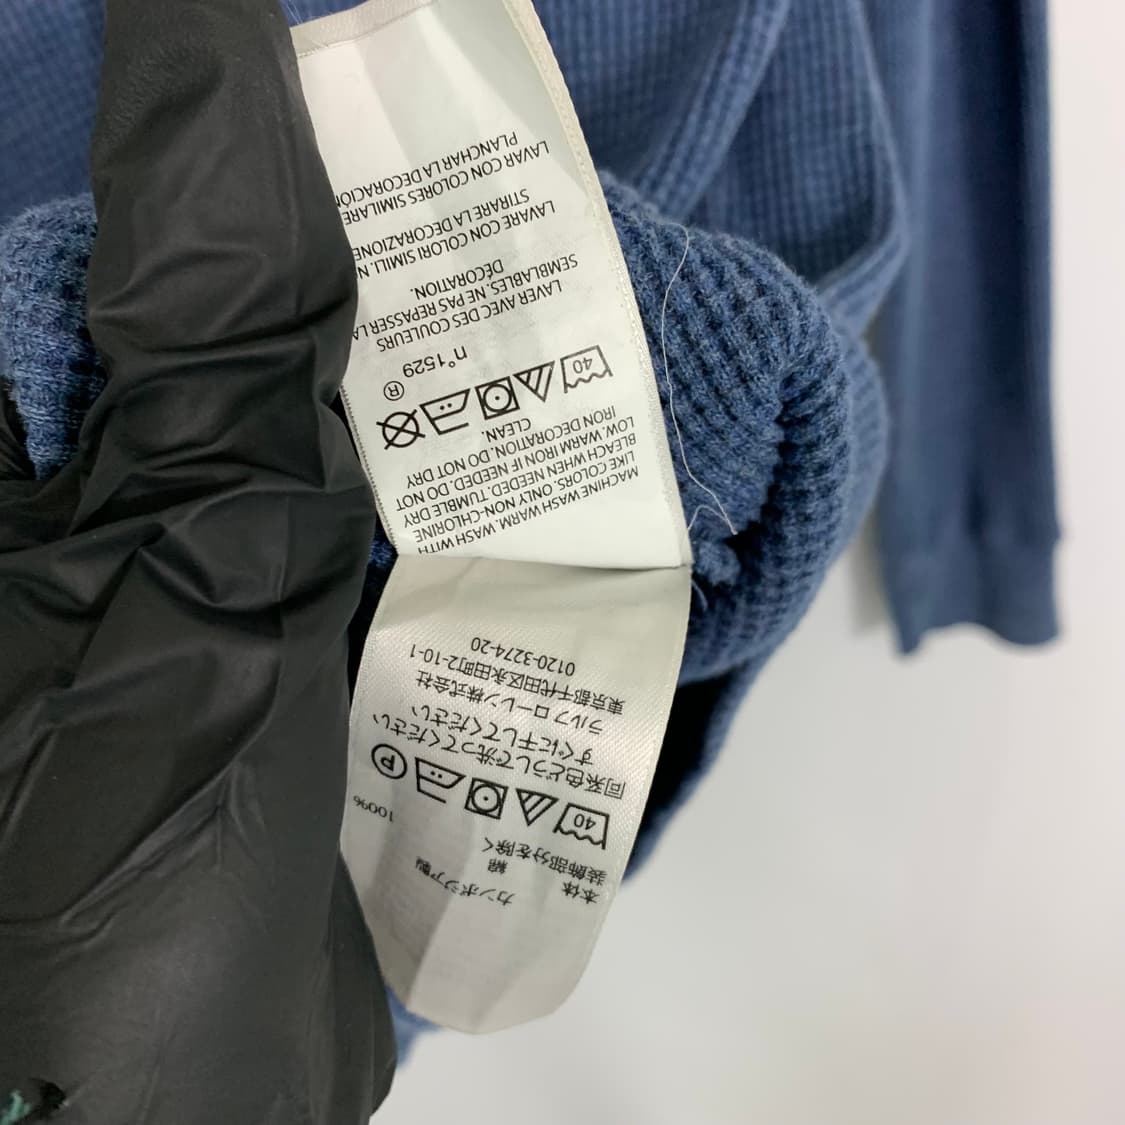 MACHINE WASH WARM. WASH WITH
LIKE COLORS. ONLY NON-CHLORINE
BLEACH WHEN NEEDED. TUMBLE DRY
LOW. WARM IRON IF NEEDED. DO NOT
IRON DECORATION. DO NOT DRY
CLEAN.
40
®
n°1529
LAVER AVEC DES COULEURS
SEMBLABLES. NE PAS REPASSER LA
DÉCORATION.
LAVARE CON COLORI SIMILI. N
STIRARE LA DECORAZIONE
LAVAR CON COLORES SIMILARE
PLANCHAR LA DECORACION
カンボジア製
本体 綿 100%
装飾部分を除く
40 P
同系色どうしで洗ってください
すぐに干してください
ラルフ ローレン株式会社
東京都千代田区永田町2-10-1
0120-3274-20